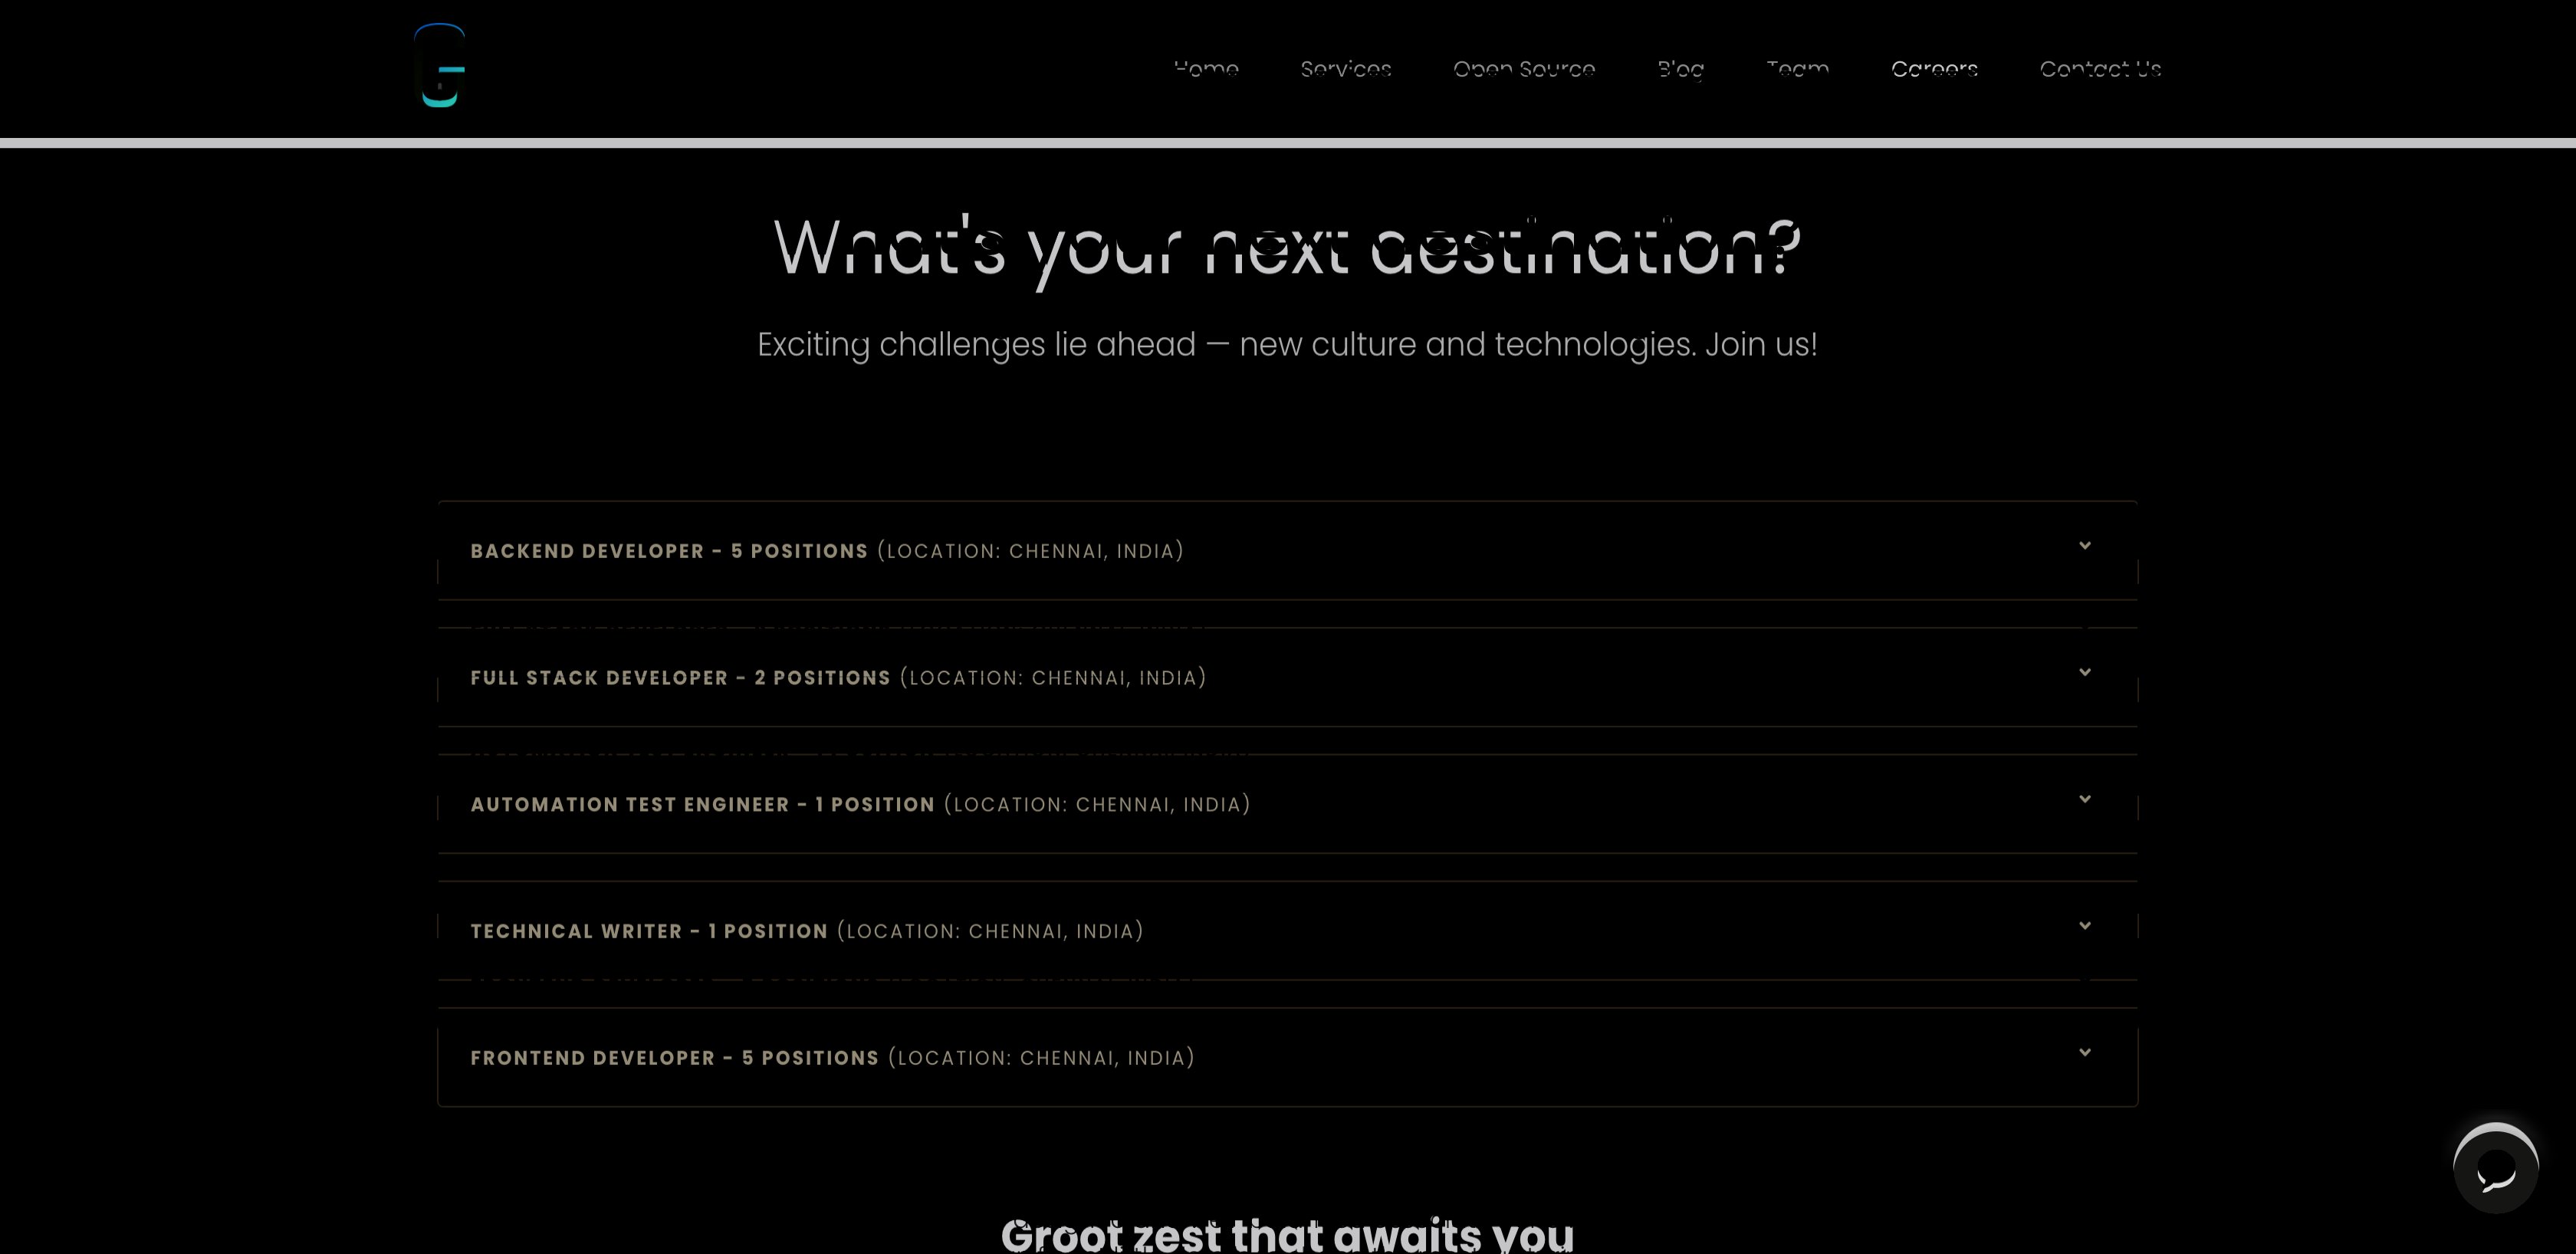 Home Services Open Source Blog Team Careers Contact Us
What's your next destination?
Exciting challenges lie ahead — new culture and technologies. Join us!
BACKEND DEVELOPER - 5 POSITIONS (LOCATION: CHENNAI, INDIA)
FULL STACK DEVELOPER - 2 POSITIONS (LOCATION: CHENNAI, INDIA)
AUTOMATION TEST ENGINEER - 1 POSITION (LOCATION: CHENNAI, INDIA)
TECHNICAL WRITER - 1 POSITION (LOCATION: CHENNAI, INDIA)
FRONTEND DEVELOPER - 5 POSITIONS (LOCATION: CHENNAI, INDIA)
Groot zest that awaits you